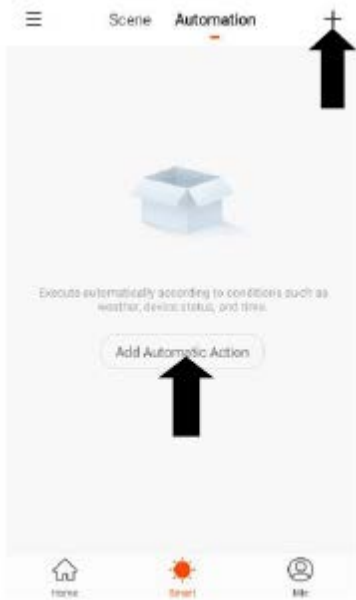 Scene Automation
Execute automatically according to conditions such as
weather, device status, and time.
Add Automatic Action
Home Smart Me